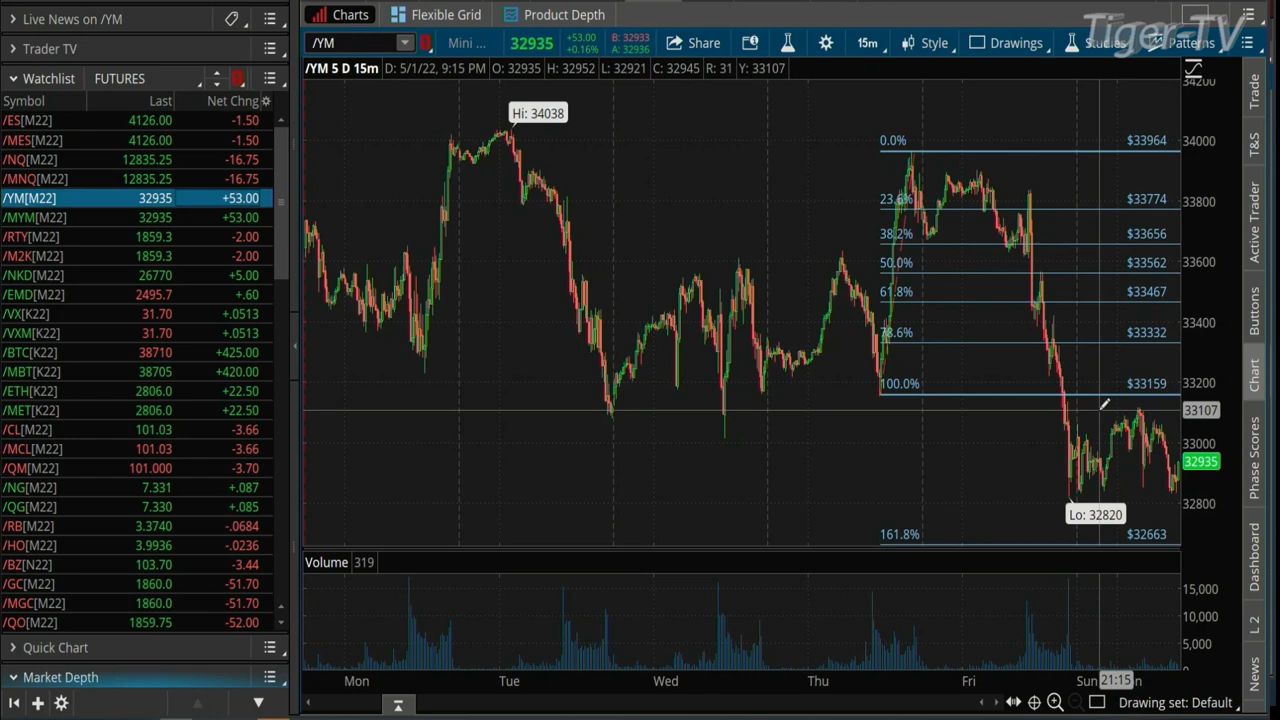 Live News on /YM
Trader TV
Watchlist FUTURES
Symbol Last Net Chng
/ES[M22] 4126.00 -1.50
/MES[M22] 4126.00 -1.50
/NQ[M22] 12835.25 -16.75
/MNQ[M22] 12835.25 -16.75
/YM[M22] 32935 +53.00
/MYM[M22] 32935 +53.00
/RTY[M22] 1859.3 -2.00
/M2K[M22] 1859.3 -2.00
/NKD[M22] 26770 +5.00
/EMD[M22] 2495.7 +.60
/VX[K22] 31.70 +.0513
/VXM[K22] 31.70 +.0513
/BTC[K22] 38710 +425.00
/MBT[K22] 38705 +420.00
/ETH[K22] 2806.0 +22.50
/MET[K22] 2806.0 +22.50
/CL[M22] 101.03 -3.66
/MCL[M22] 101.03 -3.66
/QM[M22] 101.000 -3.70
/NG[M22] 7.331 +.087
/QG[M22] 7.330 +.085
/RB[M22] 3.3740 -.0684
/HO[M22] 3.9936 -.0236
/BZ[N22] 103.70 -3.44
/GC[M22] 1860.0 -51.70
/MGC[M22] 1860.0 -51.70
/QO[M22] 1859.75 -52.00
Quick Chart
Market Depth
Charts Flexible Grid Product Depth
Tiger-TV
/YM Mini ... 32935 +53.00 +0.16% B: 32933 A: 32936 Share 15m Style Drawings Studies Patterns
/YM 5 D 15m D: 5/1/22, 9:15 PM O: 32935 H: 32952 L: 32921 C: 32945 R: 31 Y: 33107
34200
Hi: 34038
0.0% $33964 34000
23.6% $33774 33800
38.2% $33656
50.0% $33562 33600
61.8% $33467
78.6% $33332 33400
100.0% $33159 33200
33107
33000
32935
Lo: 32820 32800
161.8% $32663
Volume 319
15,000
10,000
5,000
0
Mon Tue Wed Thu Fri Sun 21:15
Drawing set: Default
Trade
T&S
Active Trader
Buttons
Chart
Phase Scores
Dashboard
L 2
News